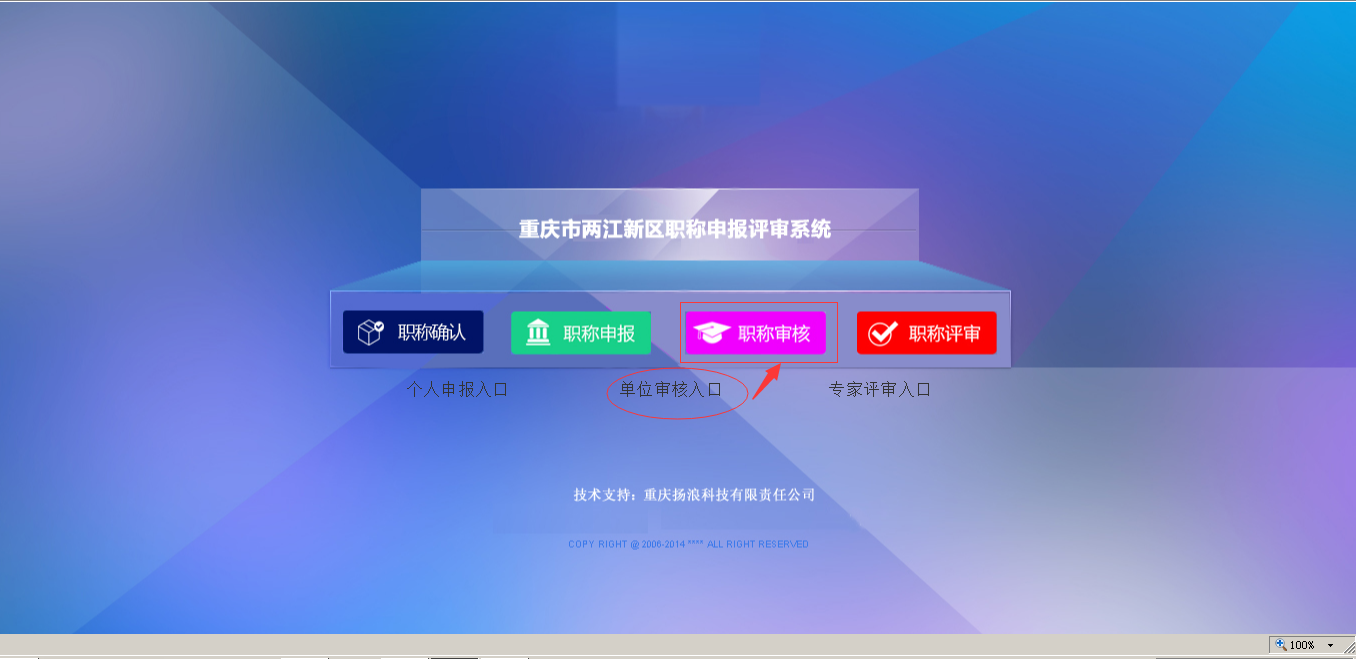 重庆市两江新区职称申报评审系统
职称确认 职称申报 职称审核 职称评审
个人申报入口 单位审核入口 专家评审入口
技术支持：重庆扬浪科技有限责任公司
COPY RIGHT @ 2006-2014 **** ALL RIGHT RESERVED
100%